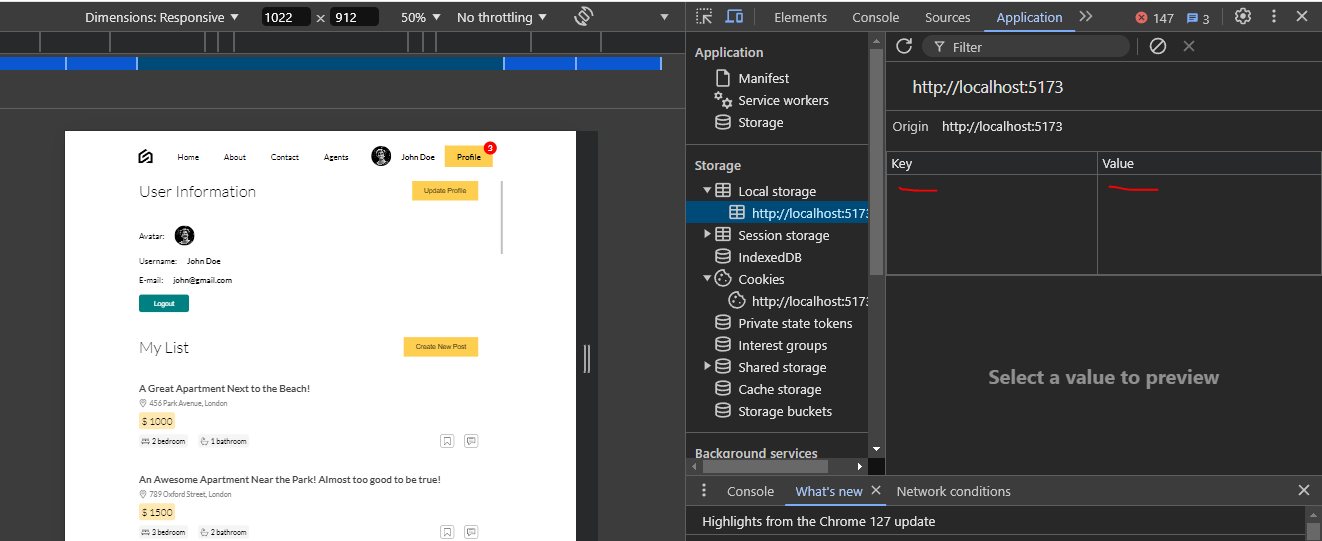 Dimensions: Responsive 1022 × 912 50% No throttling
Home About Contact Agents John Doe Profile 3
User Information Update Profile
Avatar:
Username: John Doe
E-mail: john@gmail.com
Logout
My List Create New Post
A Great Apartment Next to the Beach!
456 Park Avenue, London
$ 1000
2 bedroom 1 bathroom
An Awesome Apartment Near the Park! Almost too good to be true!
789 Oxford Street, London
$ 1500
3 bedroom 2 bathroom
Elements Console Sources Application 147 3
Application
Manifest
Service workers
Storage
Storage
Local storage
http://localhost:5173
Session storage
IndexedDB
Cookies
http://localhost:5173
Private state tokens
Interest groups
Shared storage
Cache storage
Storage buckets
Background services
Filter
http://localhost:5173
Origin http://localhost:5173
Key Value
Select a value to preview
Console What's new Network conditions
Highlights from the Chrome 127 update